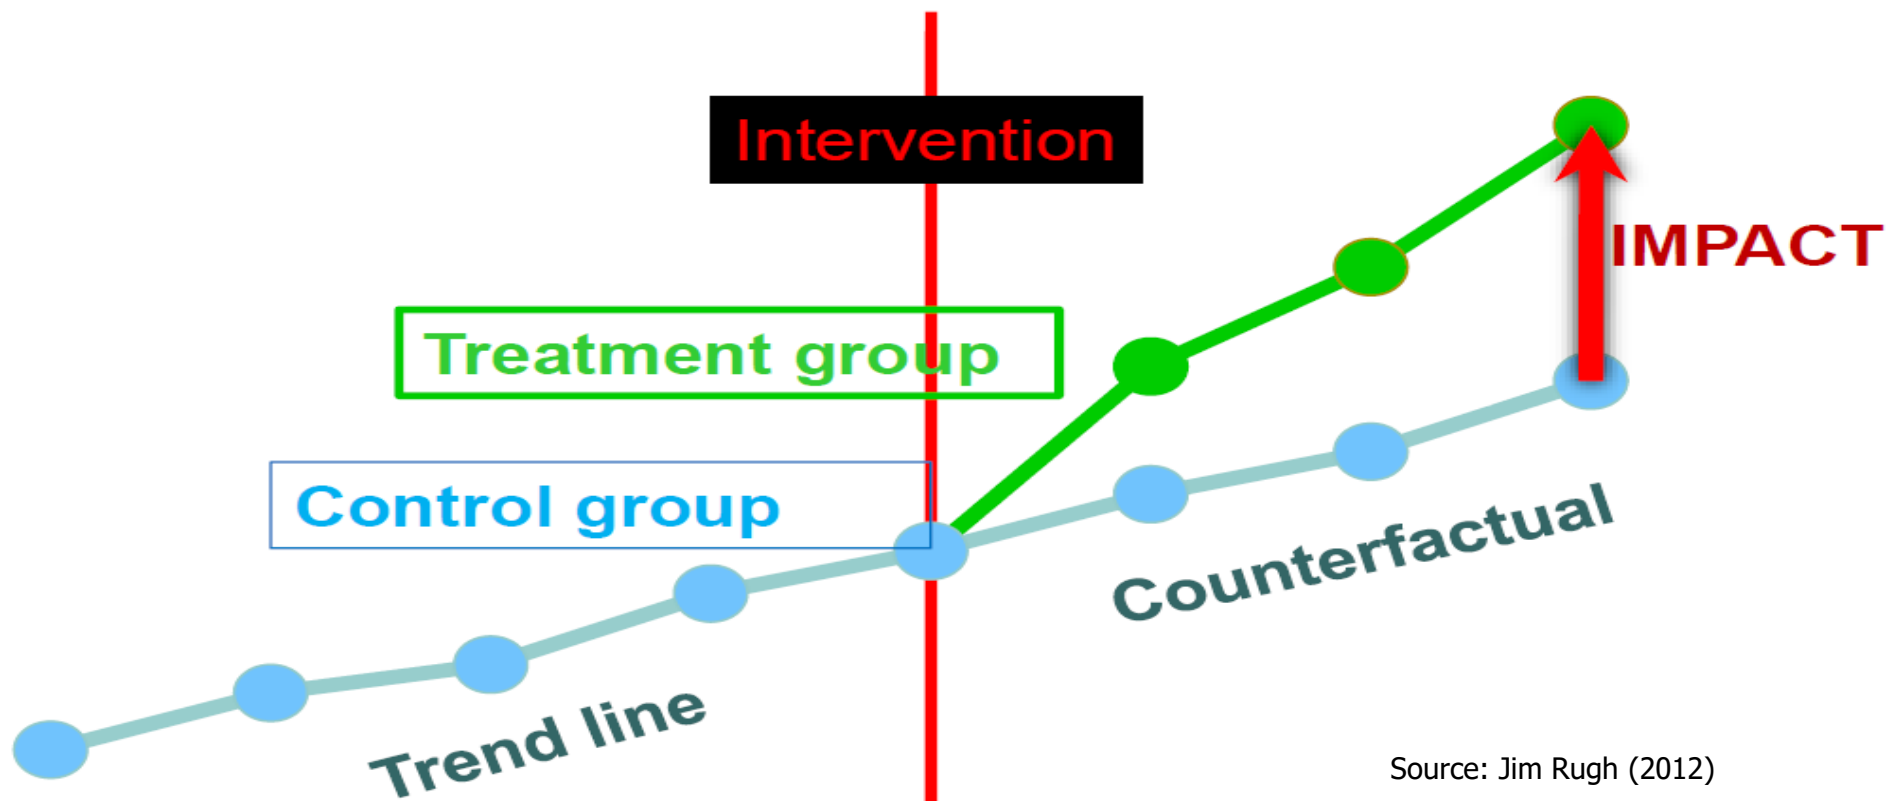 Intervention
IMPACT
Treatment group
Control group
Counterfactual
Trend line
Source: Jim Rugh (2012)